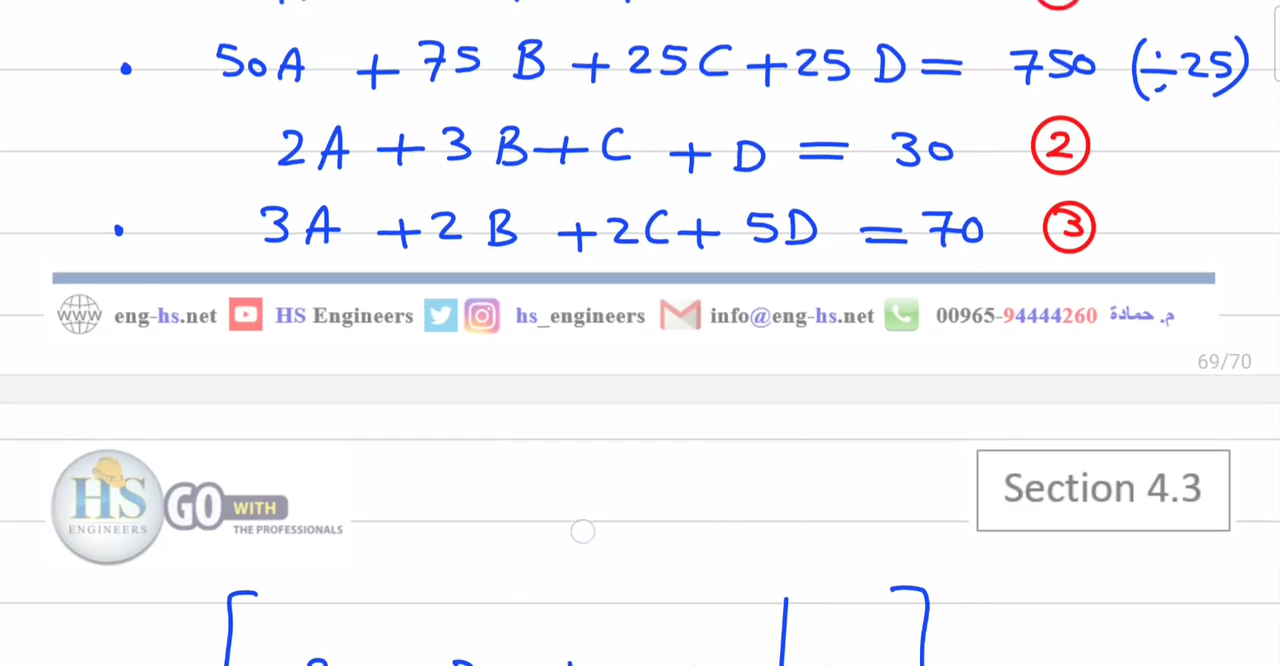 • 50A + 75 B + 25C + 25 D = 750 (÷25)
2A + 3 B + C + D = 30 ②
• 3A + 2 B + 2C + 5D = 70 ③
www eng-hs.net HS Engineers hs_engineers info@eng-hs.net 00965-94444260 م. حمادة
69/70
HS ENGINEERS GO WITH THE PROFESSIONALS
Section 4.3